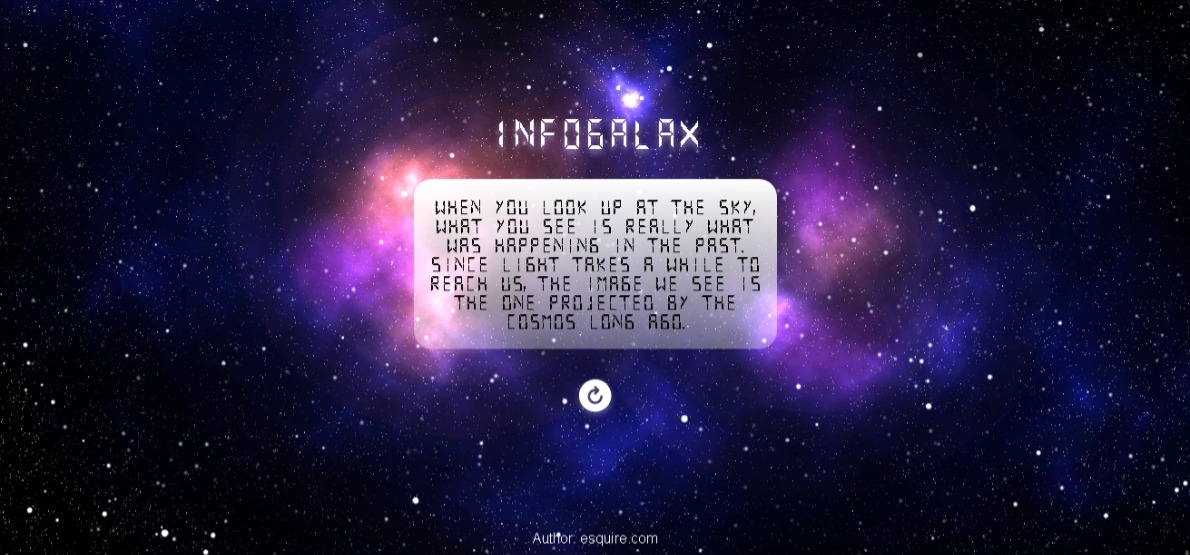 INFOGALAX
WHEN YOU LOOK UP AT THE SKY,
WHAT YOU SEE IS REALLY WHAT
WAS HAPPENING IN THE PAST.
SINCE LIGHT TAKES A WHILE TO
REACH US, THE IMAGE WE SEE IS
THE ONE PROJECTED BY THE
COSMOS LONG AGO.
Author: esquire.com